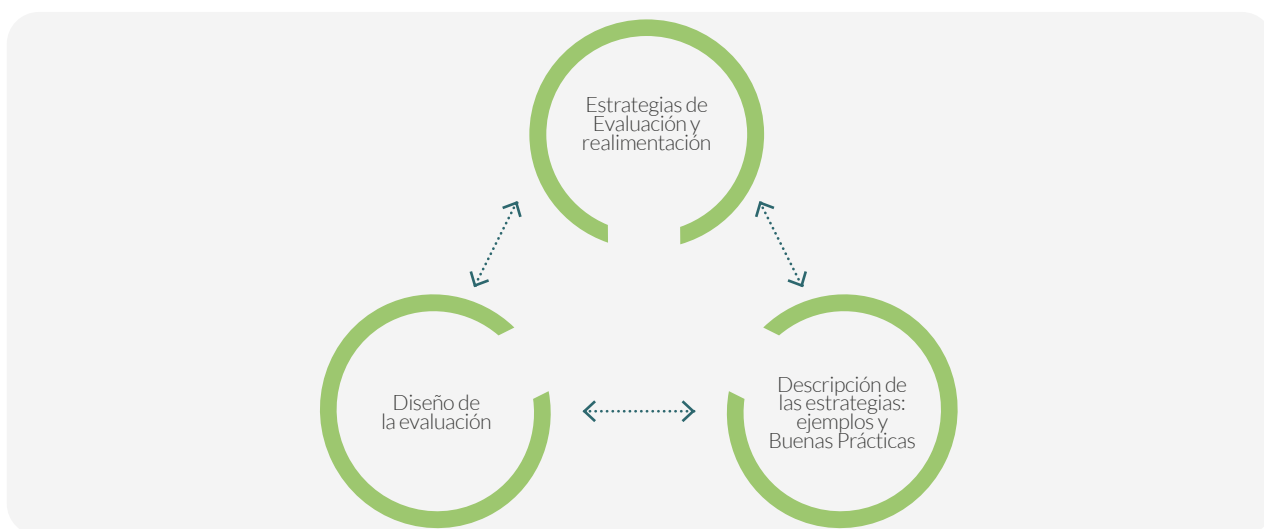 Estrategias de
Evaluación y
realimentación
Diseño de
la evaluación
Descripción de
las estrategias:
ejemplos y
Buenas Prácticas